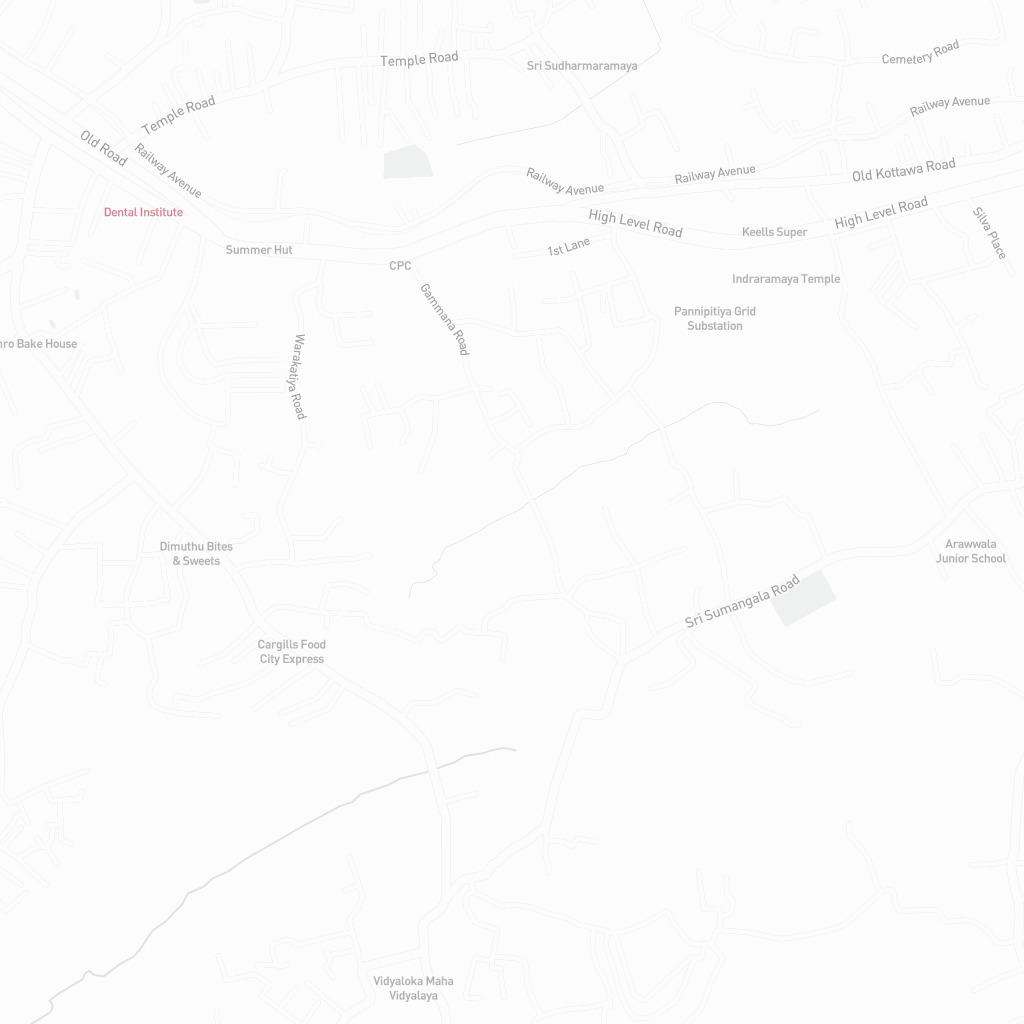 Temple Road
Sri Sudharmaramaya
Cemetery Road
Railway Avenue
Temple Road
Old Road
Railway Avenue
Railway Avenue
Railway Avenue
Old Kottawa Road
Dental Institute
High Level Road
High Level Road
Keells Super
Silva Place
Summer Hut
1st Lane
CPC
Indraramaya Temple
Gammana Road
Pannipitiya Grid
Substation
Bake House
Warakatiya Road
Dimuthu Bites
& Sweets
Arawwala
Junior School
Sri Sumangala Road
Cargills Food
City Express
Vidyaloka Maha
Vidyalaya